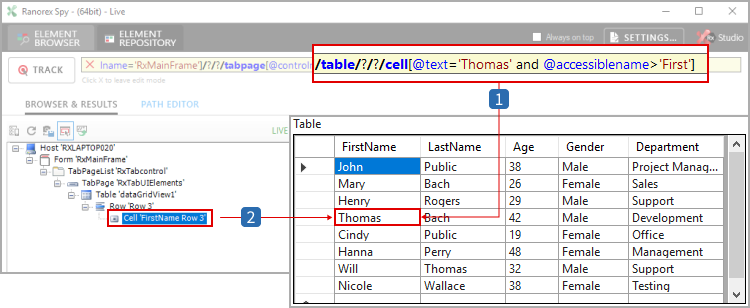 Ranorex Spy - (64bit) - Live
ELEMENT BROWSER
ELEMENT REPOSITORY
Always on top
SETTINGS...
Studio
TRACK
lname='RxMainFrame']/?/?/tabpage[@controln
/table/?/?/cell[@text='Thomas' and @accessiblename>'First']
Click X to leave edit mode
1
BROWSER & RESULTS
PATH EDITOR
LIVE
Host 'RXLAPTOP020'
Form 'RxMainFrame'
TabPageList 'RxTabcontrol'
TabPage 'RxTabUIElements'
Table 'dataGridView1'
Row 'Row 3'
Cell 'FirstName Row 3'
2
Table
FirstName LastName Age Gender Department
John Public 38 Male Project Manag...
Mary Bach 26 Female Sales
Henry Rogers 29 Male Support
Thomas Bach 42 Male Development
Cindy Public 19 Female Office
Hanna Perry 48 Female Management
Will Thomas 32 Male Support
Nicole Wallace 38 Female Testing